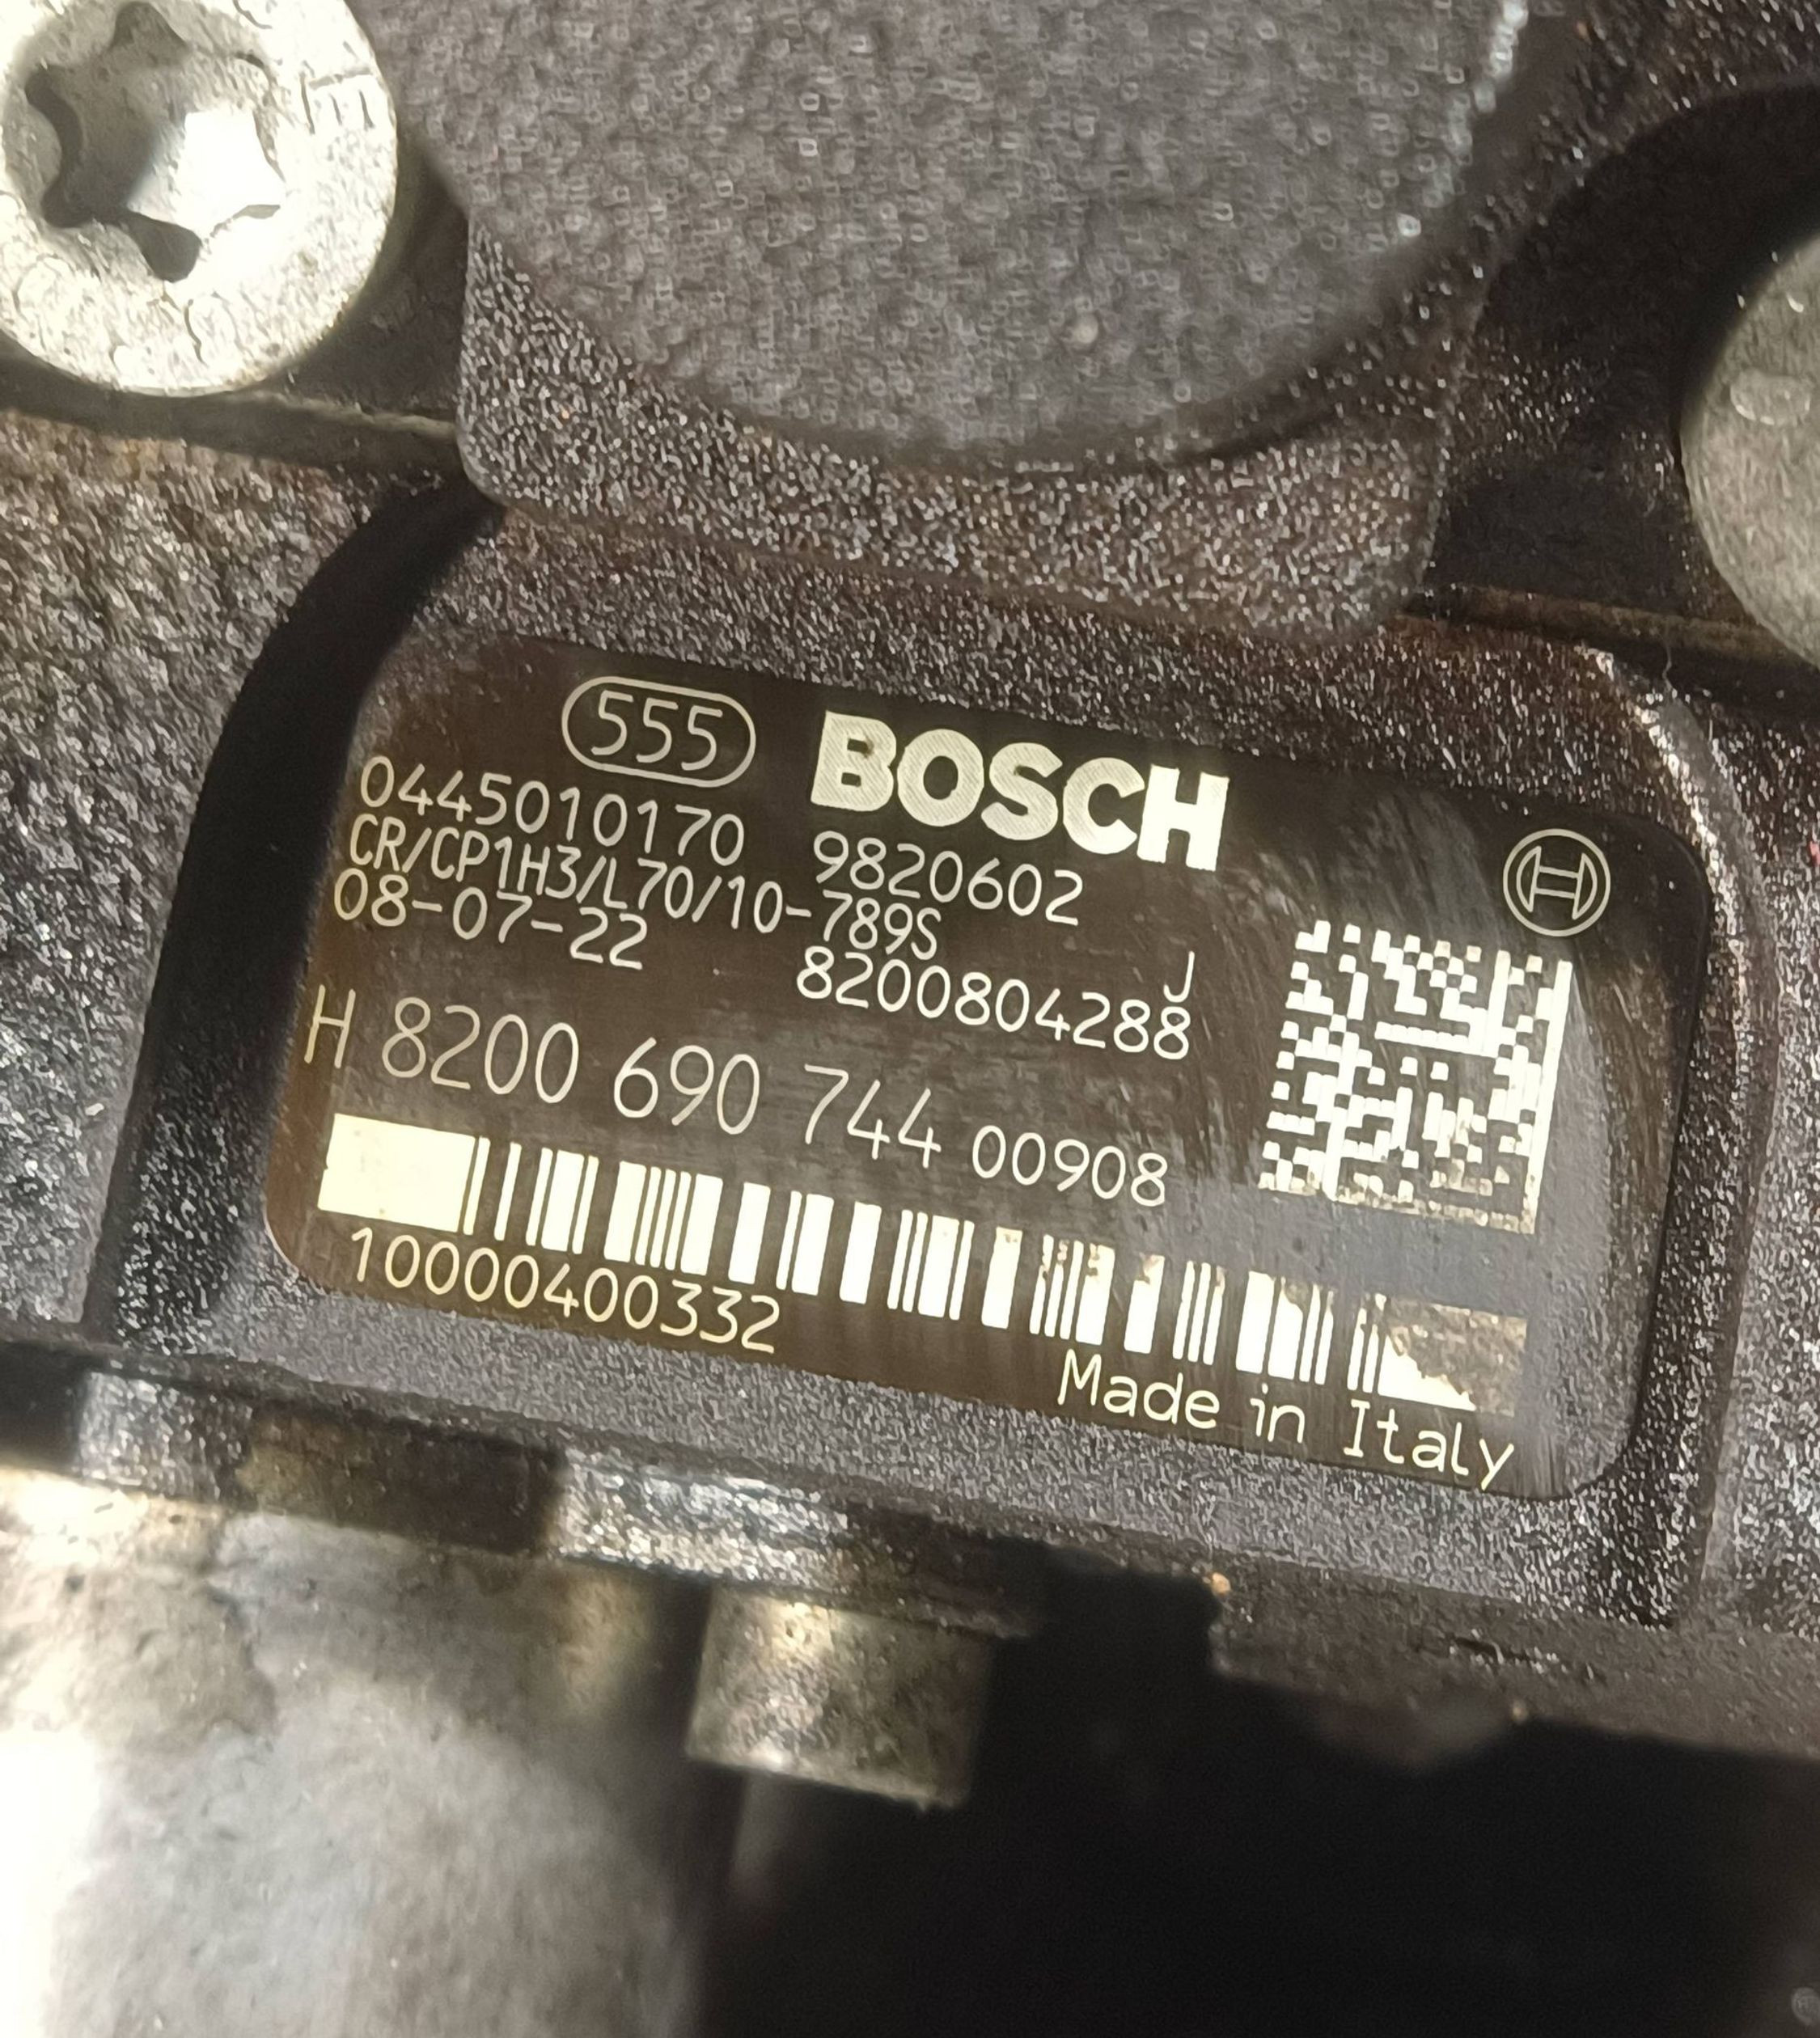 555 BOSCH
0445010170 9820602
CR/CP1H3/L70/10-789S J
08-07-22 8200804288
H 8200 690 744 00908
10000400332
Made in Italy